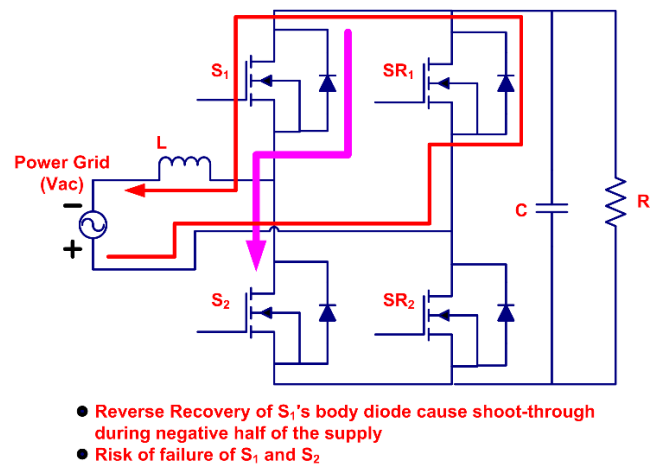 S1
SR1
L
Power Grid
(Vac)
−
+
C
R
S2
SR2
● Reverse Recovery of S1's body diode cause shoot-through
during negative half of the supply
● Risk of failure of S1 and S2